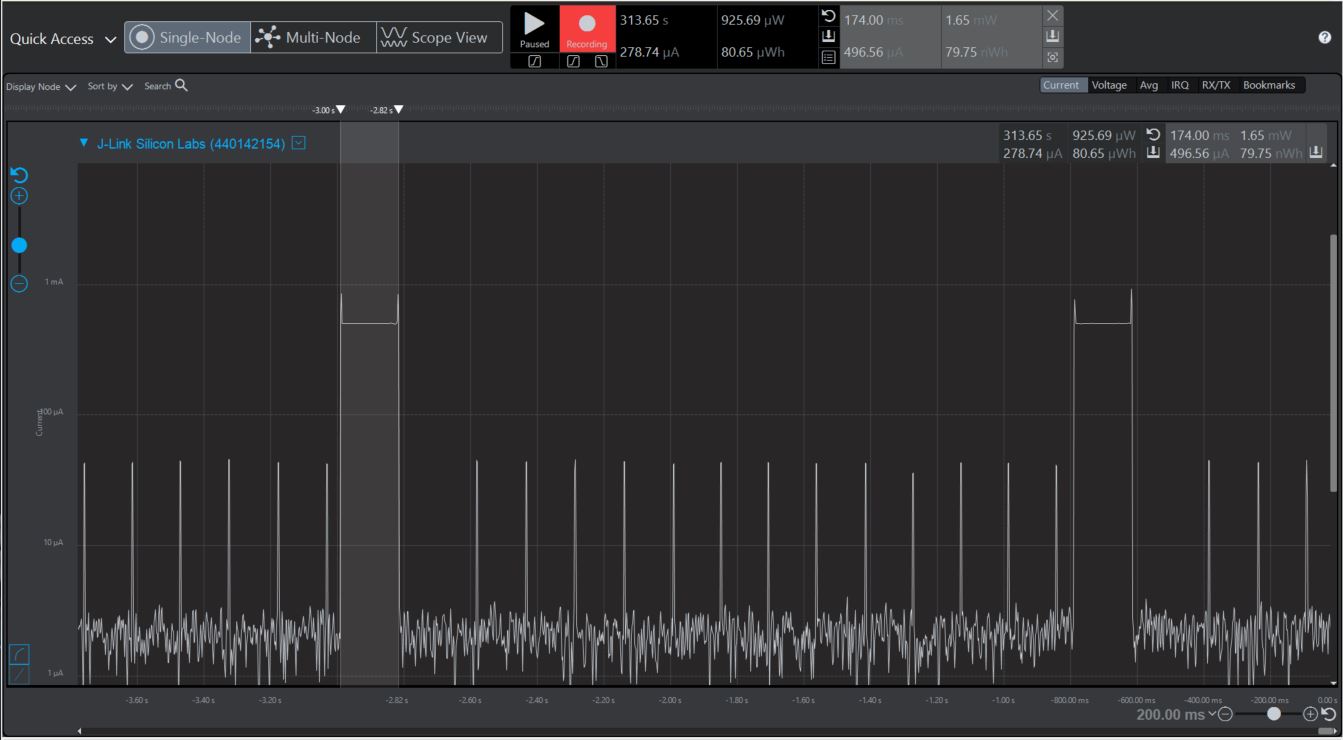 Quick Access
Single-Node
Multi-Node
Scope View
Paused
Recording
313.65 s
925.69 µW
278.74 µA
80.65 µWh
174.00 ms
1.65 mW
496.56 µA
79.75 nWh
?
Display Node
Sort by
Search
Current
Voltage
Avg
IRQ
RX/TX
Bookmarks
-3.00 s
-2.82 s
J-Link Silicon Labs (440142154)
313.65 s
925.69 µW
174.00 ms
1.65 mW
278.74 µA
80.65 µWh
496.56 µA
79.75 nWh
1 mA
100 µA
Current
10 µA
1 µA
-3.60 s
-3.40 s
-3.20 s
-2.82 s
-2.60 s
-2.40 s
-2.20 s
-2.00 s
-1.80 s
-1.60 s
-1.40 s
-1.20 s
-1.00 s
-800.00 ms
-600.00 ms
-400.00 ms
-200.00 ms
0.00 s
200.00 ms